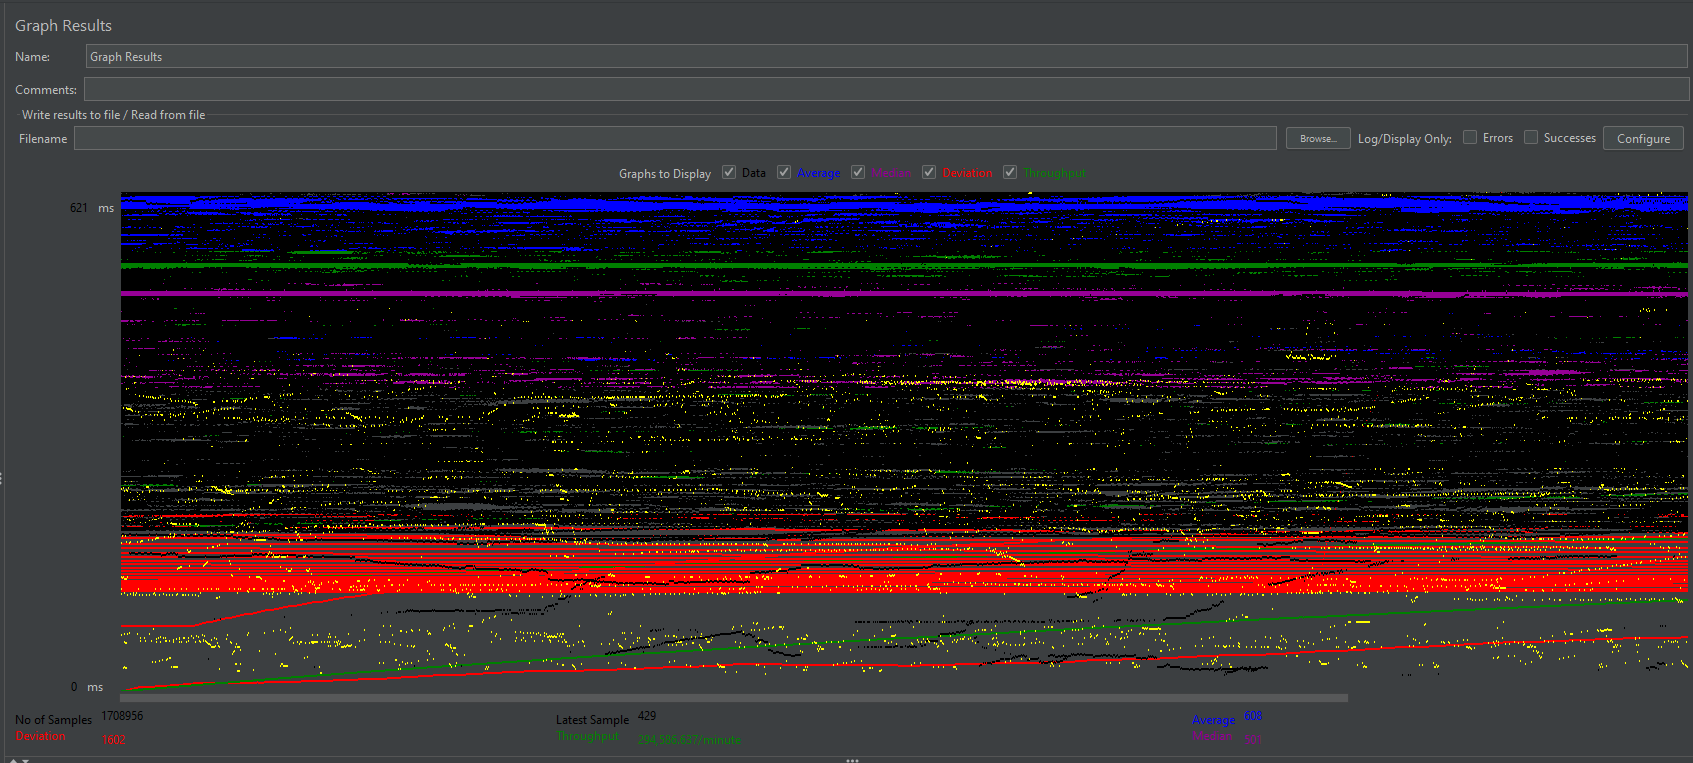 Graph Results
Name: Graph Results
Comments:
Write results to file / Read from file
Filename Browse... Log/Display Only: Errors Successes Configure
Graphs to Display Data Average Median Deviation Throughput
621 ms
0 ms
No of Samples 1708956 Latest Sample 429 Average 608
Deviation 1602 Throughput 294,506.637/minute Median